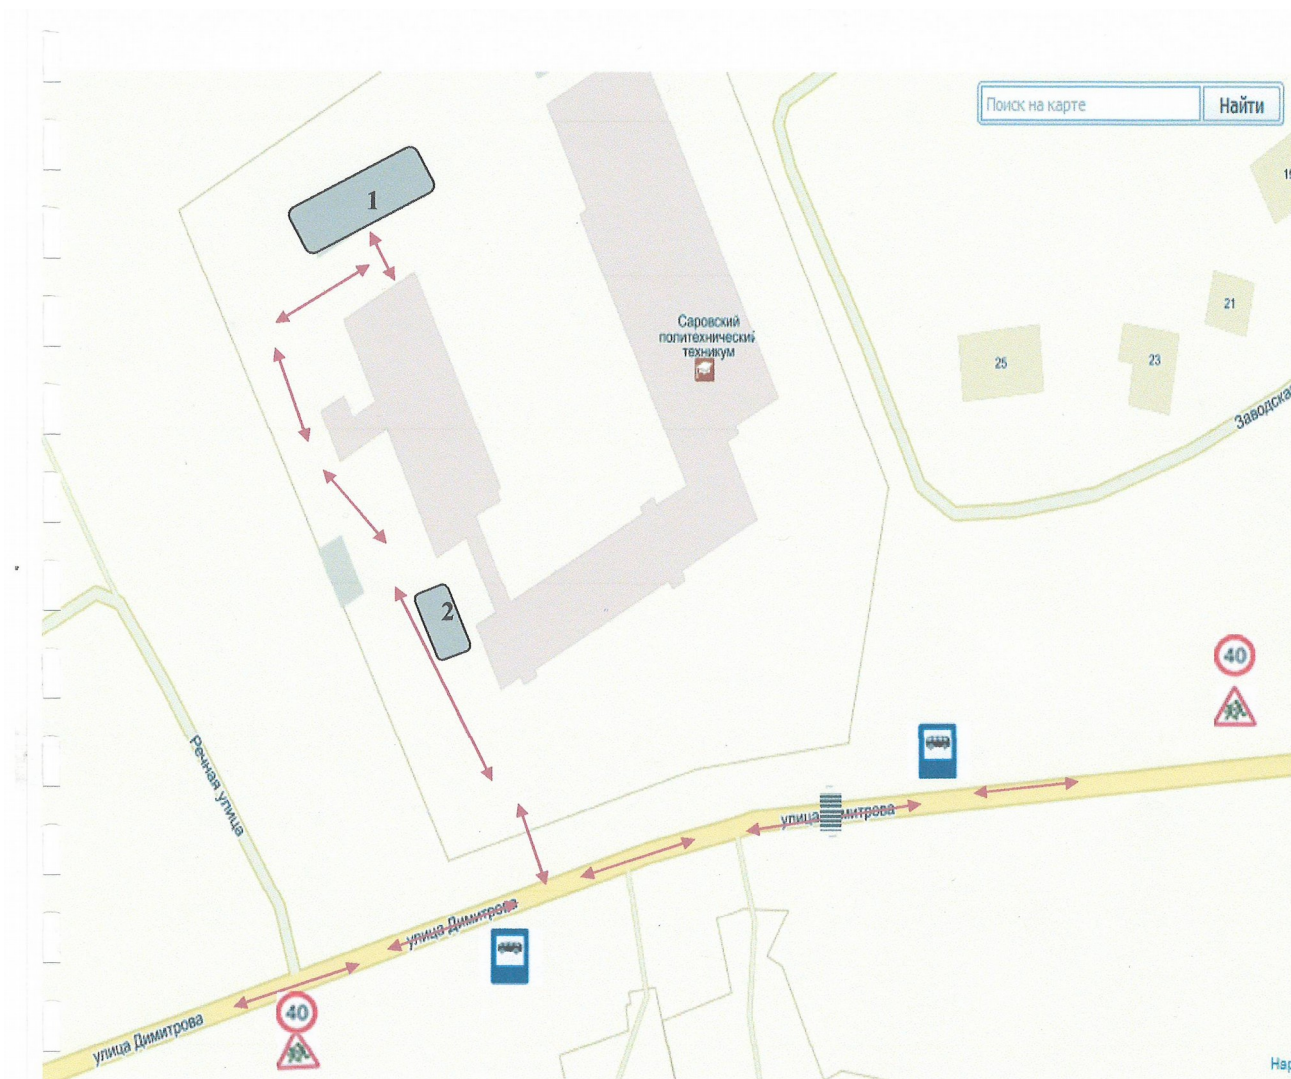 Поиск на карте
Найти
1
21
Саровский
политехнический
техникум
25
23
2
40
Речная улица
улица Димитрова
улица Димитрова
40
улица Димитрова